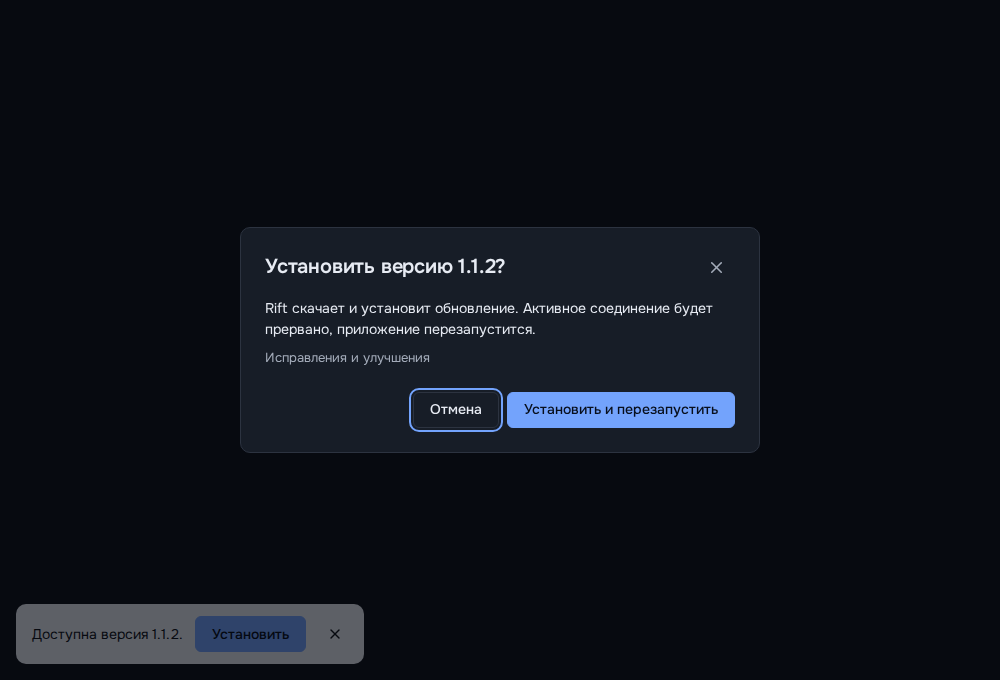 Установить версию 1.1.2?
Rift скачает и установит обновление. Активное соединение будет
прервано, приложение перезапустится.
Исправления и улучшения
Отмена
Установить и перезапустить
Доступна версия 1.1.2.
Установить